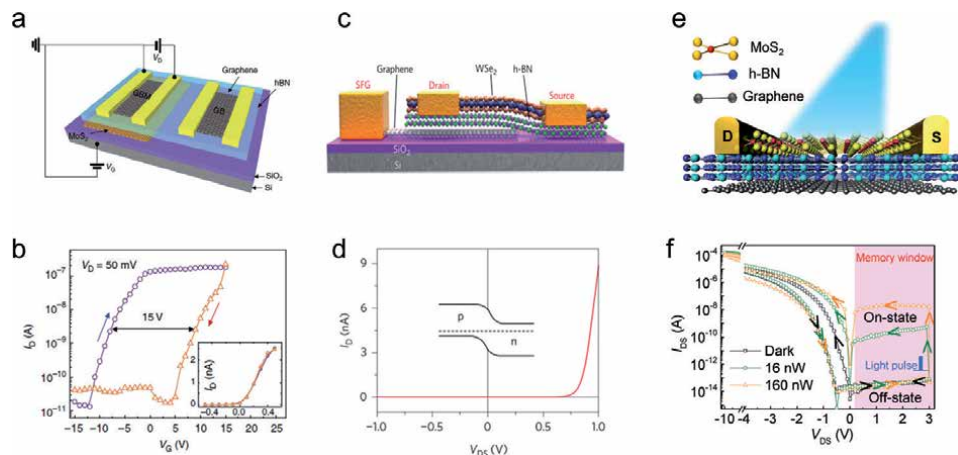 a
V_D
Graphene
hBN
GBM
GB
MoS₂
V_G
SiO₂
Si
c
Graphene
WSe₂
h-BN
SFG
Drain
Source
SiO₂
Si
e
MoS₂
h-BN
Graphene
D
S
b
V_D = 50 mV
15 V
I_D (A)
10⁻⁷
10⁻⁸
10⁻⁹
10⁻¹⁰
10⁻¹¹
I_D (nA)
2
1
0
-0.4 0.0 0.4
-15 -10 -5 0 5 10 15 20 25
V_G (V)
d
I_D (nA)
9
6
3
0
p
n
-1.0 -0.5 0 0.5 1.0
V_DS (V)
f
I_DS (A)
10⁻⁴
10⁻⁶
10⁻⁸
10⁻¹⁰
10⁻¹²
10⁻¹⁴
Memory window
On-state
Dark
16 nW
160 nW
Light pulse
Off-state
-10 -4 -3 -2 -1 0 1 2 3
V_DS (V)